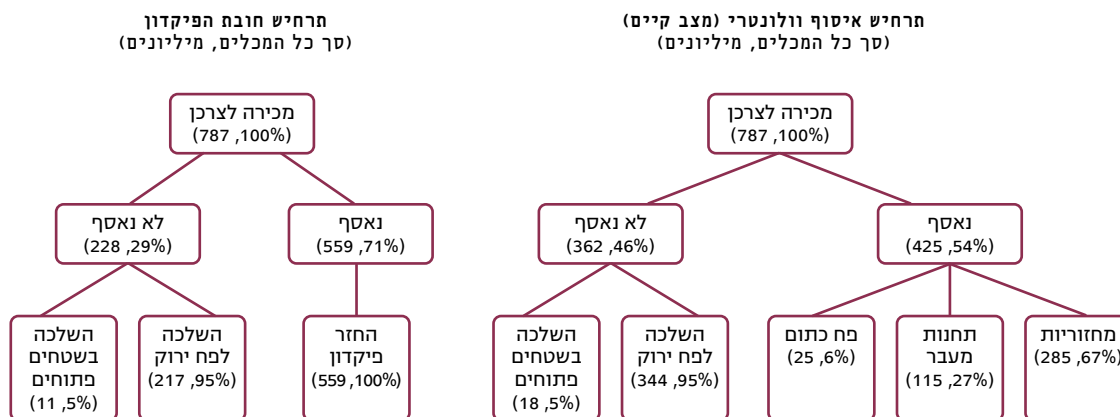 תרחיש איסוף וולונטרי (מצב קיים)
(סך כל המכלים, מיליונים)
מכירה לצרכן
(787, 100%)
נאסף
(425, 54%)
לא נאסף
(362, 46%)
מחזוריות
(285, 67%)
תחנות
מעבר
(115, 27%)
פח כתום
(25, 6%)
השלכה
לפח ירוק
(344, 95%)
השלכה
בשטחים
פתוחים
(18, 5%)
תרחיש חובת הפיקדון
(סך כל המכלים, מיליונים)
מכירה לצרכן
(787, 100%)
נאסף
(559, 71%)
לא נאסף
(228, 29%)
החזר
פיקדון
(559, 100%)
השלכה
לפח ירוק
(217, 95%)
השלכה
בשטחים
פתוחים
(11, 5%)